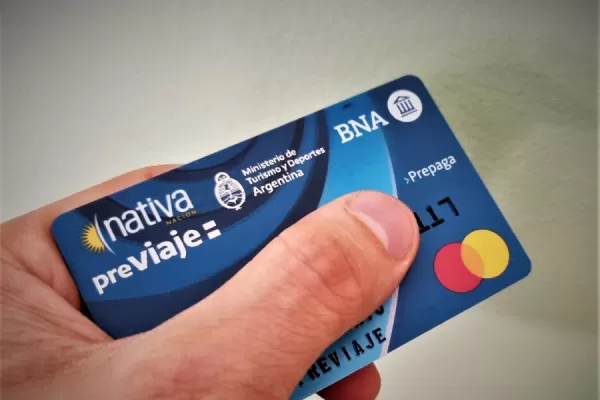 BNA
nativa
NACION
Ministerio de
Turismo y Deportes
Argentina
›Prepaga
preVIAJE
PREVIAJE